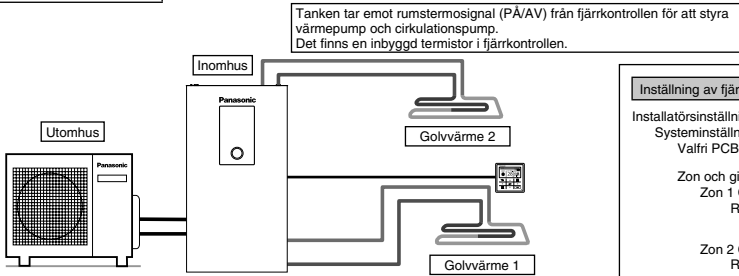 Tanken tar emot rumstermosignal (PÅ/AV) från fjärrkontrollen för att styra
värmepump och cirkulationspump.
Det finns en inbyggd termistor i fjärrkontrollen.
Inomhus
Panasonic
Golvvärme 2
Utomhus
Panasonic
Golvvärme 1
Inställning av fjär
Installatörsinställni
Systeminställn
Valfri PCB
Zon och gi
Zon 1
R
Zon 2
R